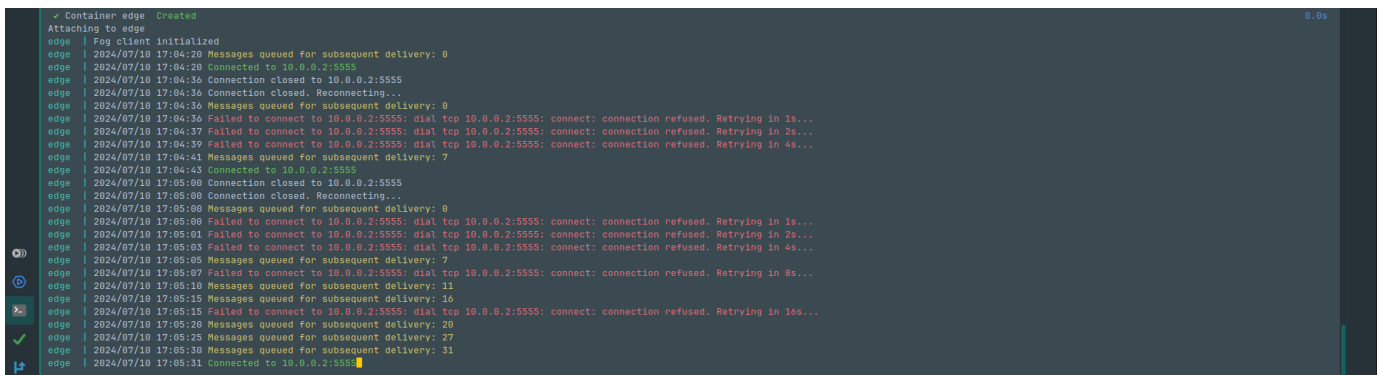 ✔ Container edge Created 0.0s
Attaching to edge
edge | Fog client initialized
edge | 2024/07/10 17:04:20 Messages queued for subsequent delivery: 0
edge | 2024/07/10 17:04:20 Connected to 10.0.0.2:5555
edge | 2024/07/10 17:04:36 Connection closed to 10.0.0.2:5555
edge | 2024/07/10 17:04:36 Connection closed. Reconnecting...
edge | 2024/07/10 17:04:36 Messages queued for subsequent delivery: 0
edge | 2024/07/10 17:04:36 Failed to connect to 10.0.0.2:5555: dial tcp 10.0.0.2:5555: connect: connection refused. Retrying in 1s...
edge | 2024/07/10 17:04:37 Failed to connect to 10.0.0.2:5555: dial tcp 10.0.0.2:5555: connect: connection refused. Retrying in 2s...
edge | 2024/07/10 17:04:39 Failed to connect to 10.0.0.2:5555: dial tcp 10.0.0.2:5555: connect: connection refused. Retrying in 4s...
edge | 2024/07/10 17:04:41 Messages queued for subsequent delivery: 7
edge | 2024/07/10 17:04:43 Connected to 10.0.0.2:5555
edge | 2024/07/10 17:05:00 Connection closed to 10.0.0.2:5555
edge | 2024/07/10 17:05:00 Connection closed. Reconnecting...
edge | 2024/07/10 17:05:00 Messages queued for subsequent delivery: 0
edge | 2024/07/10 17:05:00 Failed to connect to 10.0.0.2:5555: dial tcp 10.0.0.2:5555: connect: connection refused. Retrying in 1s...
edge | 2024/07/10 17:05:01 Failed to connect to 10.0.0.2:5555: dial tcp 10.0.0.2:5555: connect: connection refused. Retrying in 2s...
edge | 2024/07/10 17:05:03 Failed to connect to 10.0.0.2:5555: dial tcp 10.0.0.2:5555: connect: connection refused. Retrying in 4s...
edge | 2024/07/10 17:05:05 Messages queued for subsequent delivery: 7
edge | 2024/07/10 17:05:07 Failed to connect to 10.0.0.2:5555: dial tcp 10.0.0.2:5555: connect: connection refused. Retrying in 8s...
edge | 2024/07/10 17:05:10 Messages queued for subsequent delivery: 11
edge | 2024/07/10 17:05:15 Messages queued for subsequent delivery: 16
edge | 2024/07/10 17:05:15 Failed to connect to 10.0.0.2:5555: dial tcp 10.0.0.2:5555: connect: connection refused. Retrying in 16s...
edge | 2024/07/10 17:05:20 Messages queued for subsequent delivery: 20
edge | 2024/07/10 17:05:25 Messages queued for subsequent delivery: 27
edge | 2024/07/10 17:05:30 Messages queued for subsequent delivery: 31
edge | 2024/07/10 17:05:31 Connected to 10.0.0.2:5555